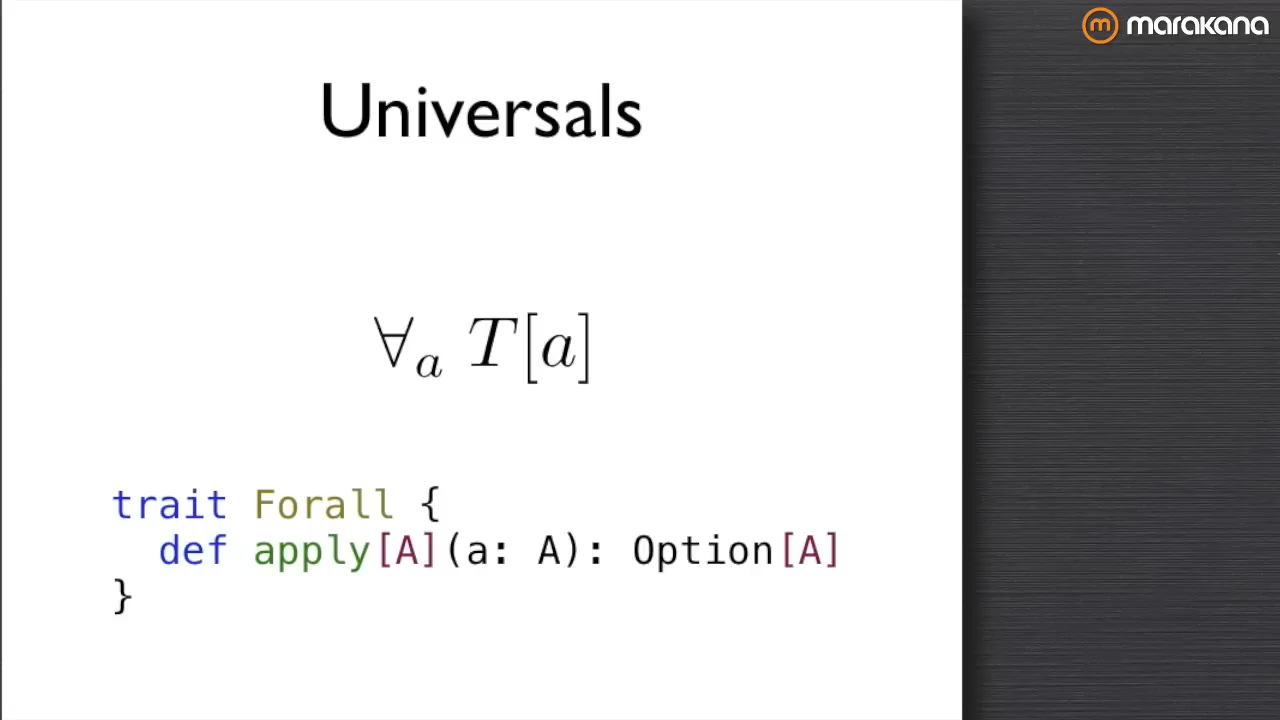 marakana
Universals
∀a T[a]
trait Forall {
  def apply[A](a: A): Option[A]
}